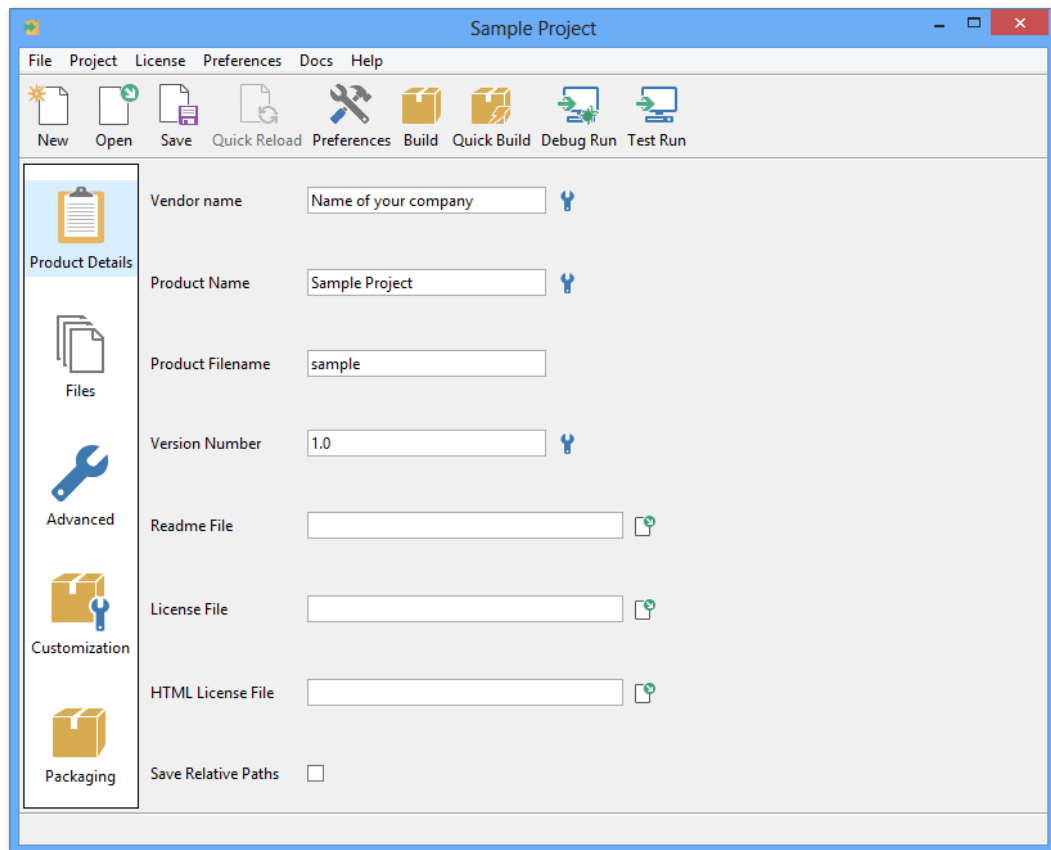 Sample Project
File Project License Preferences Docs Help
New Open Save Quick Reload Preferences Build Quick Build Debug Run Test Run
Vendor name Name of your company
Product Details
Product Name Sample Project
Product Filename sample
Files
Version Number 1.0
Advanced
Readme File
License File
Customization
HTML License File
Packaging
Save Relative Paths